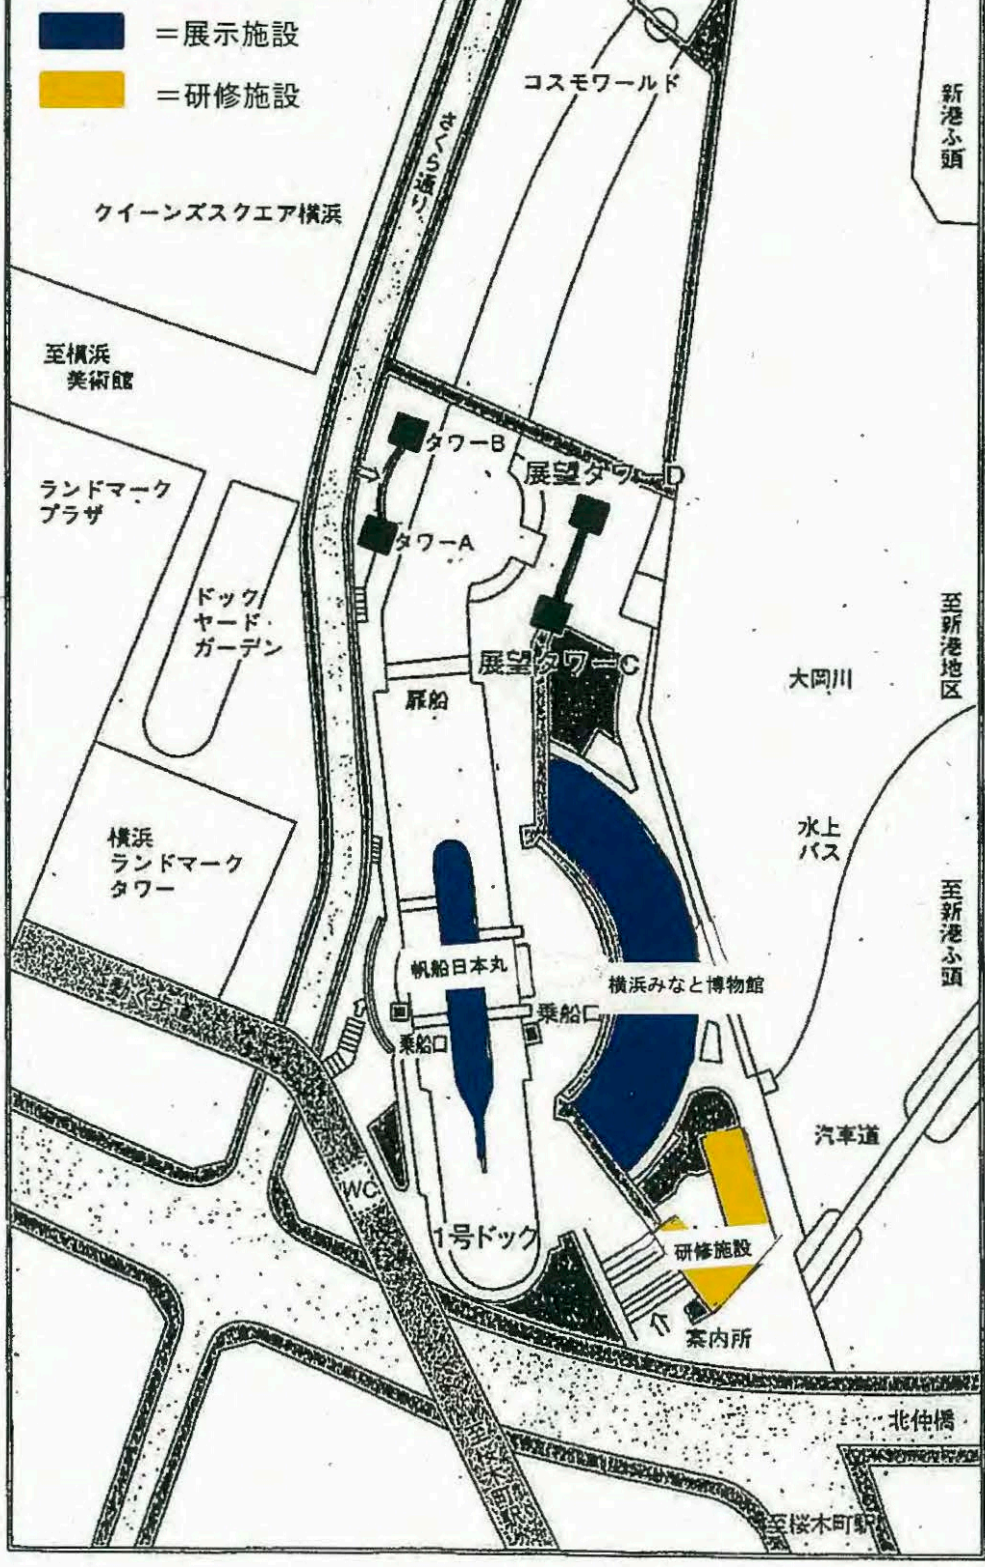 =展示施設
=研修施設
コスモワールド
新港ふ頭
さくら通り
クイーンズスクエア横浜
至横浜
美術館
タワーB
展望タワーD
ランドマーク
プラザ
タワーA
ドック
ヤード
ガーデン
至新港地区
展望タワーC
大岡川
扉船
水上
バス
横浜
ランドマーク
タワー
至新港ふ頭
帆船日本丸
横浜みなと博物館
乗船口
乗船口
汽車道
WC
1号ドック
研修施設
案内所
北仲橋
至桜木町駅